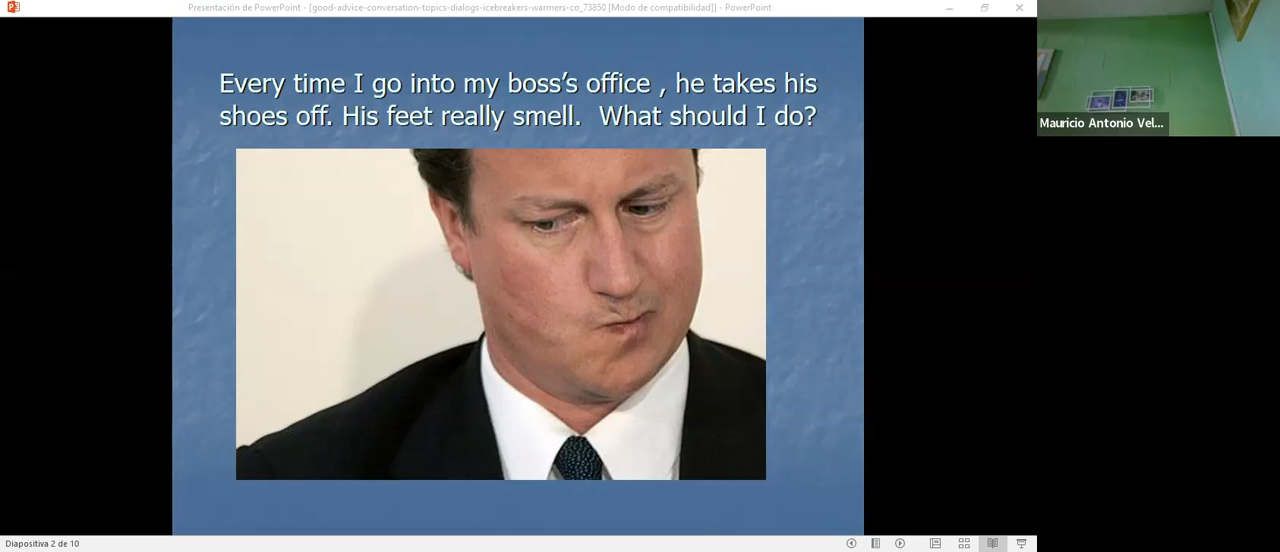 Presentación de PowerPoint - [good-advice-conversation-topics-dialogs-icebreakers-warmers-co_73850 [Modo de compatibilidad]] - PowerPoint
Every time I go into my boss’s office , he takes his
shoes off. His feet really smell.  What should I do?
Mauricio Antonio Vel...
Diapositiva 2 de 10